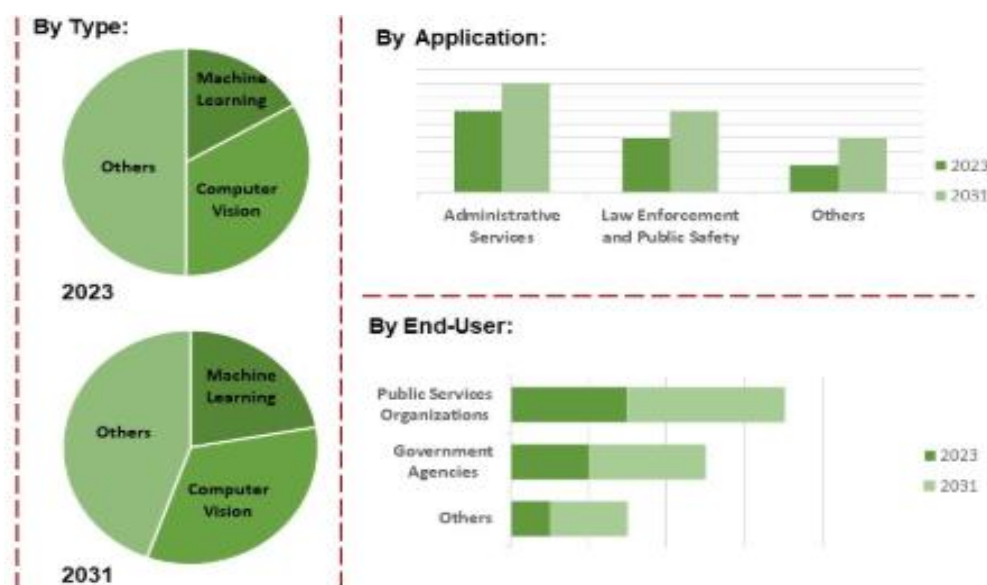 By Type:
Machine
Learning
Others
Computer
Vision
2023
Machine
Learning
Others
Computer
Vision
2031
By Application:
2023
2031
Administrative
Services
Law Enforcement
and Public Safety
Others
By End-User:
Public Services
Organizations
Government
Agencies
Others
2023
2031